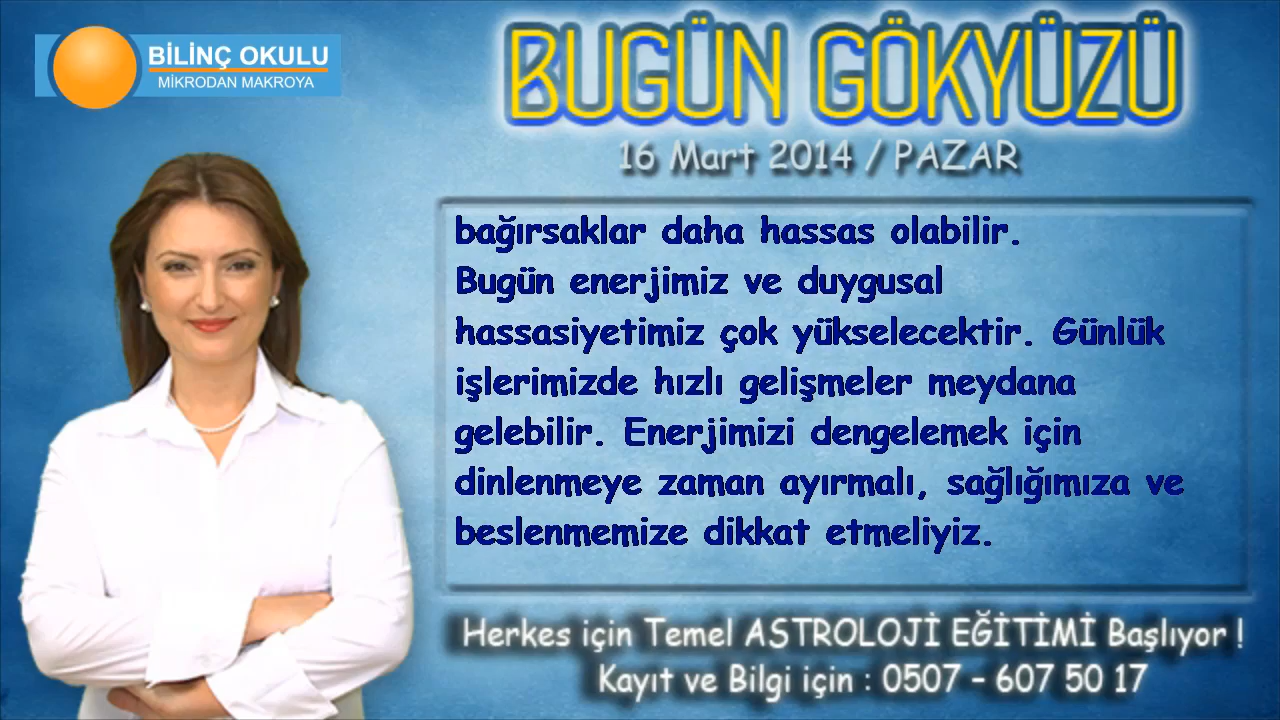 BİLİNÇ OKULU
MİKRODAN MAKROYA
BUGÜN GÖKYÜZÜ
16 Mart 2014 / PAZAR
bağırsaklar daha hassas olabilir.
Bugün enerjimiz ve duygusal
hassasiyetimiz çok yükselecektir. Günlük
işlerimizde hızlı gelişmeler meydana
gelebilir. Enerjimizi dengelemek için
dinlenmeye zaman ayırmalı, sağlığımıza ve
beslenmemize dikkat etmeliyiz.
Herkes için Temel ASTROLOJİ EĞİTİMİ Başlıyor !
Kayıt ve Bilgi için : 0507 – 607 50 17